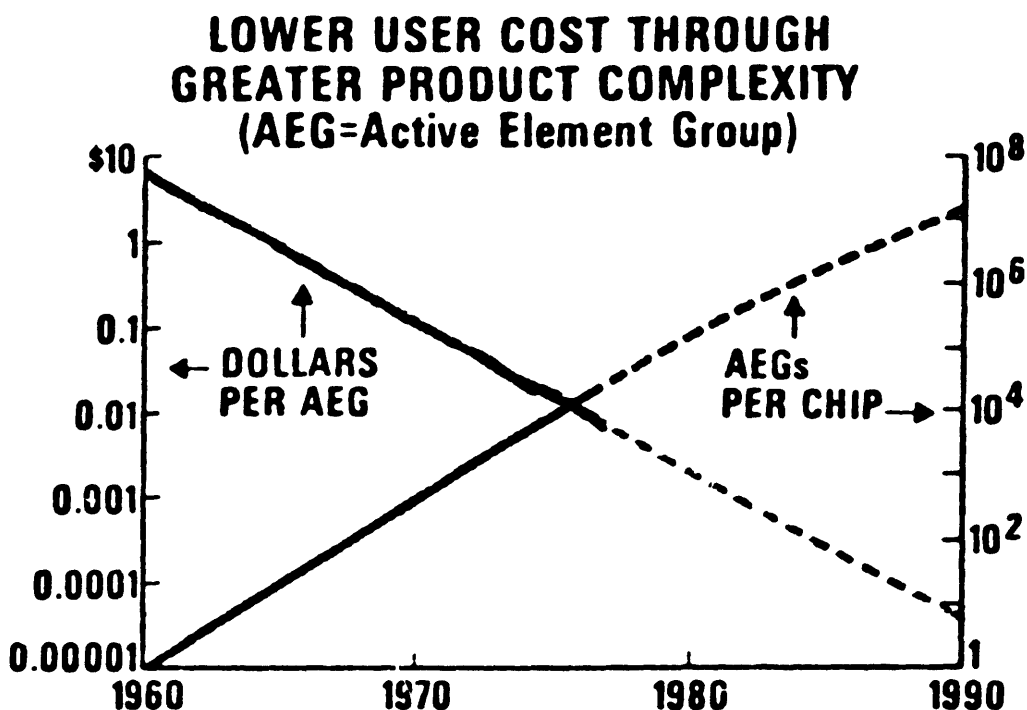 LOWER USER COST THROUGH
GREATER PRODUCT COMPLEXITY
(AEG=Active Element Group)
$10
1
0.1
0.01
0.001
0.0001
0.00001
DOLLARS
PER AEG
AEGs
PER CHIP
10⁸
10⁶
10⁴
10²
1
1960
1970
1980
1990